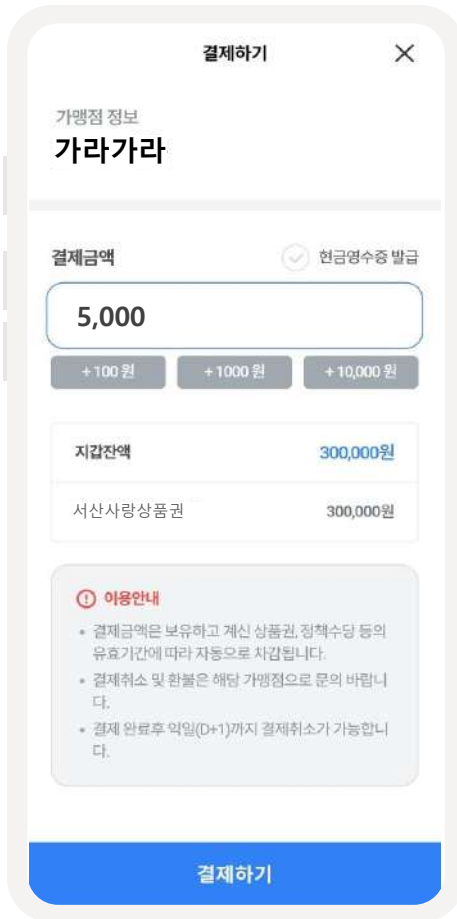 결제하기
가맹점 정보
가라가라
결제금액 현금영수증 발급
5,000
+100 원 +1000 원 +10,000 원
지갑잔액 300,000원
서산사랑상품권 300,000원
이용안내
• 결제금액은 보유하고 계신 상품권, 정책수당 등의
유효기간에 따라 자동으로 차감됩니다.
• 결제취소 및 환불은 해당 가맹점으로 문의 바랍니
다.
• 결제 완료후 익일(D+1)까지 결제취소가 가능합니
다.
결제하기